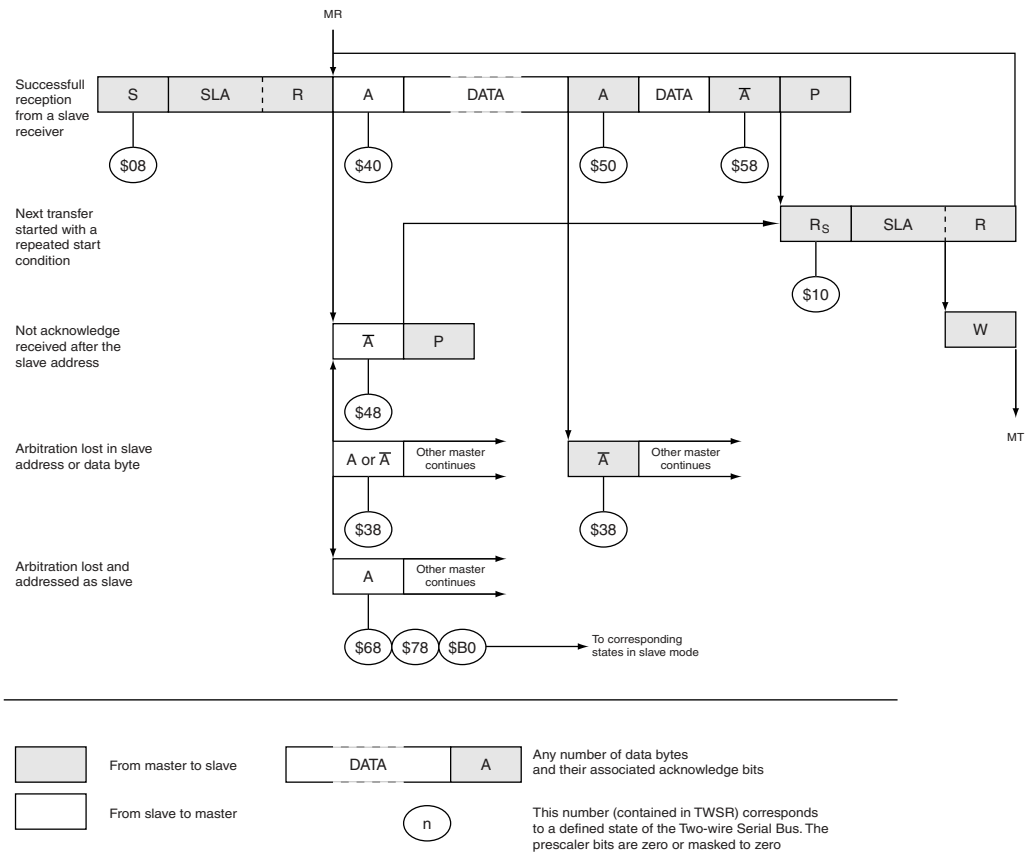 MR
Successfull
reception
from a slave
receiver
S SLA R A DATA A DATA A̅ P
$08 $40 $50 $58
Next transfer
started with a
repeated start
condition
RS SLA R
$10
Not acknowledge
received after the
slave address
A̅ P
W
$48
MT
Arbitration lost in slave
address or data byte
A or A̅ Other master
continues
A̅ Other master
continues
$38 $38
Arbitration lost and
addressed as slave
A Other master
continues
$68 $78 $B0 To corresponding
states in slave mode
From master to slave
DATA A Any number of data bytes
and their associated acknowledge bits
From slave to master
n This number (contained in TWSR) corresponds
to a defined state of the Two-wire Serial Bus. The
prescaler bits are zero or masked to zero